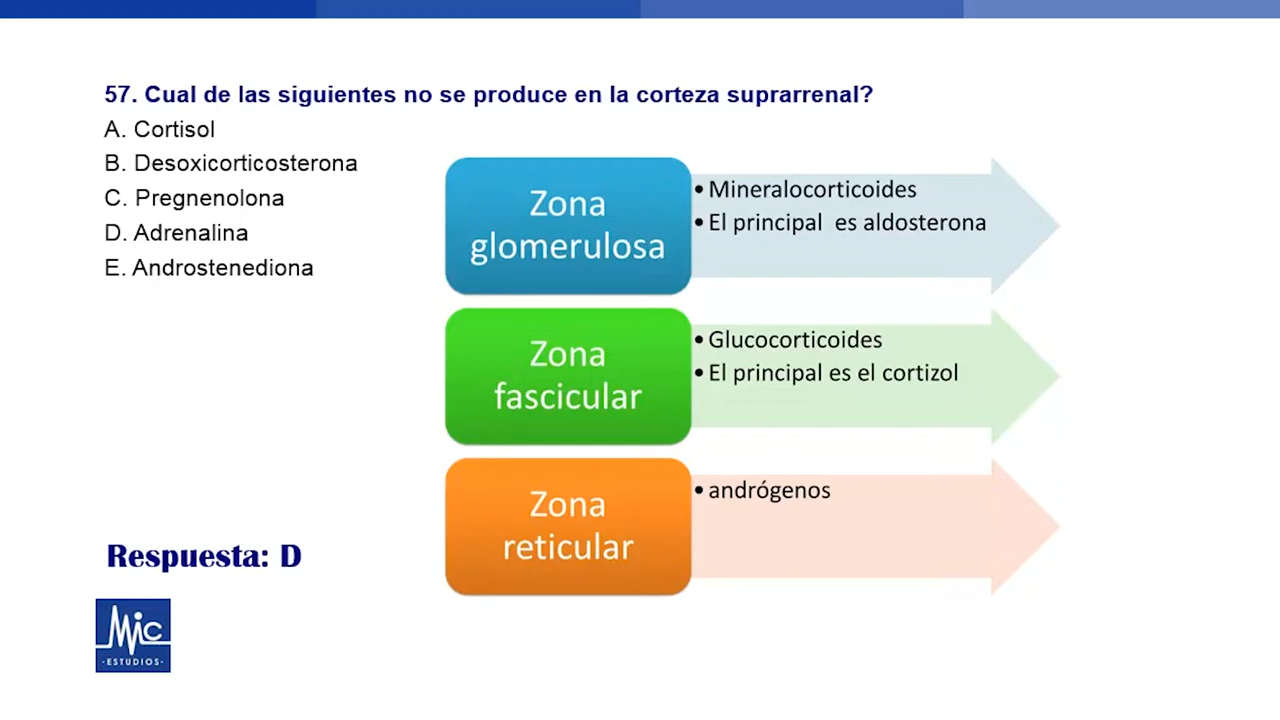 57. Cual de las siguientes no se produce en la corteza suprarrenal?
A. Cortisol
B. Desoxicorticosterona
C. Pregnenolona
D. Adrenalina
E. Androstenediona
Zona
glomerulosa
• Mineralocorticoides
• El principal es aldosterona
Zona
fascicular
• Glucocorticoides
• El principal es el cortizol
Zona
reticular
• andrógenos
Respuesta: D
Mic
·ESTUDIOS·